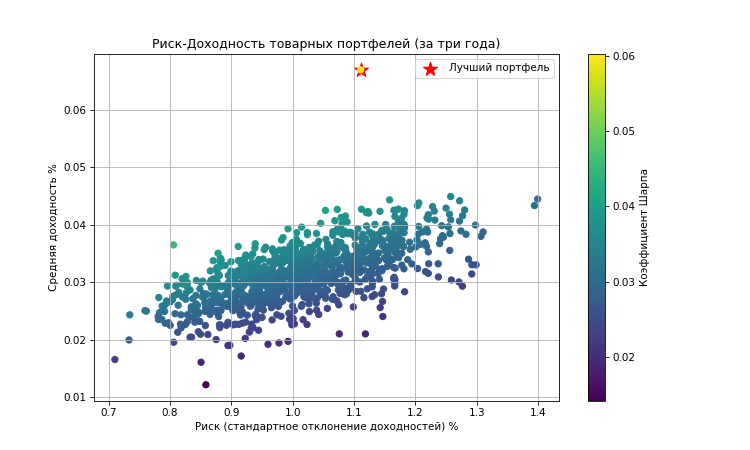 Риск-Доходность товарных портфелей (за три года)
Лучший портфель
Средняя доходность %
0.06
0.05
0.04
0.03
0.02
0.01
0.7 0.8 0.9 1.0 1.1 1.2 1.3 1.4
Риск (стандартное отклонение доходностей) %
0.06
0.05
0.04
0.03
0.02
Коэффициент Шарпа